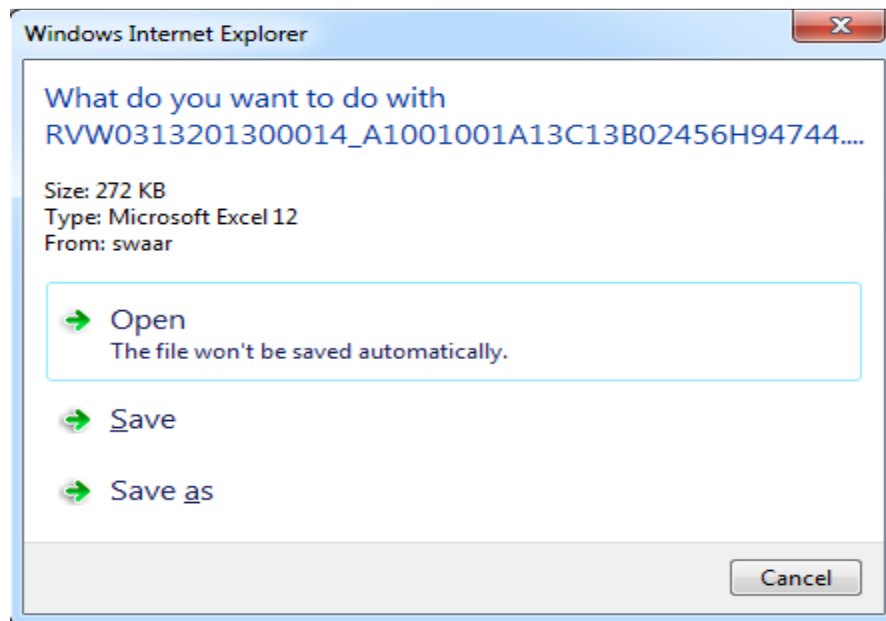 Windows Internet Explorer
What do you want to do with
RVW0313201300014_A1001001A13C13B02456H94744....
Size: 272 KB
Type: Microsoft Excel 12
From: swaar
Open
The file won't be saved automatically.
Save
Save as
Cancel